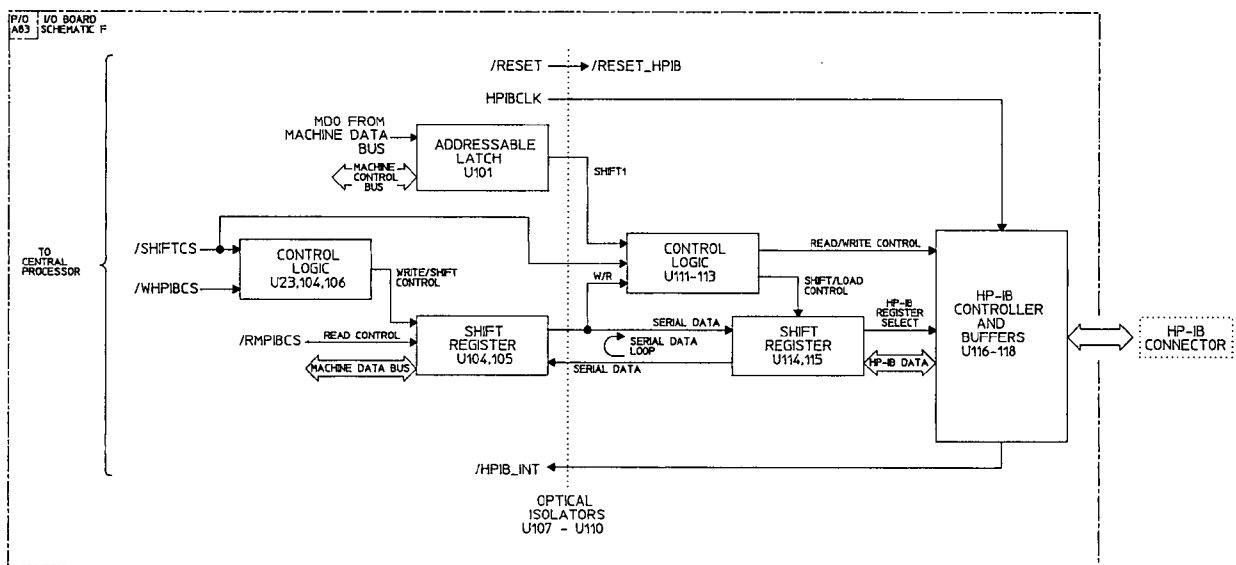 P/O
A63
I/O BOARD
SCHEMATIC F
/RESET
/RESET_HPIB
HPIBCLK
MD0 FROM
MACHINE DATA
BUS
ADDRESSABLE
LATCH
U101
MACHINE
CONTROL
BUS
SHIFT1
TO
CENTRAL
PROCESSOR
/SHIFTCS
/WHPIBCS
CONTROL
LOGIC
U23,104,106
WRITE/SHIFT
CONTROL
W/R
CONTROL
LOGIC
U111-113
READ/WRITE CONTROL
SHIFT/LOAD
CONTROL
/RMPIBCS
READ CONTROL
SHIFT
REGISTER
U104,105
MACHINE DATA BUS
SERIAL DATA
SERIAL DATA
LOOP
SERIAL DATA
SHIFT
REGISTER
U114,115
HP-IB
REGISTER
SELECT
HP-IB DATA
HP-IB
CONTROLLER
AND
BUFFERS
U116-118
HP-IB
CONNECTOR
/HPIB_INT
OPTICAL
ISOLATORS
U107 - U110